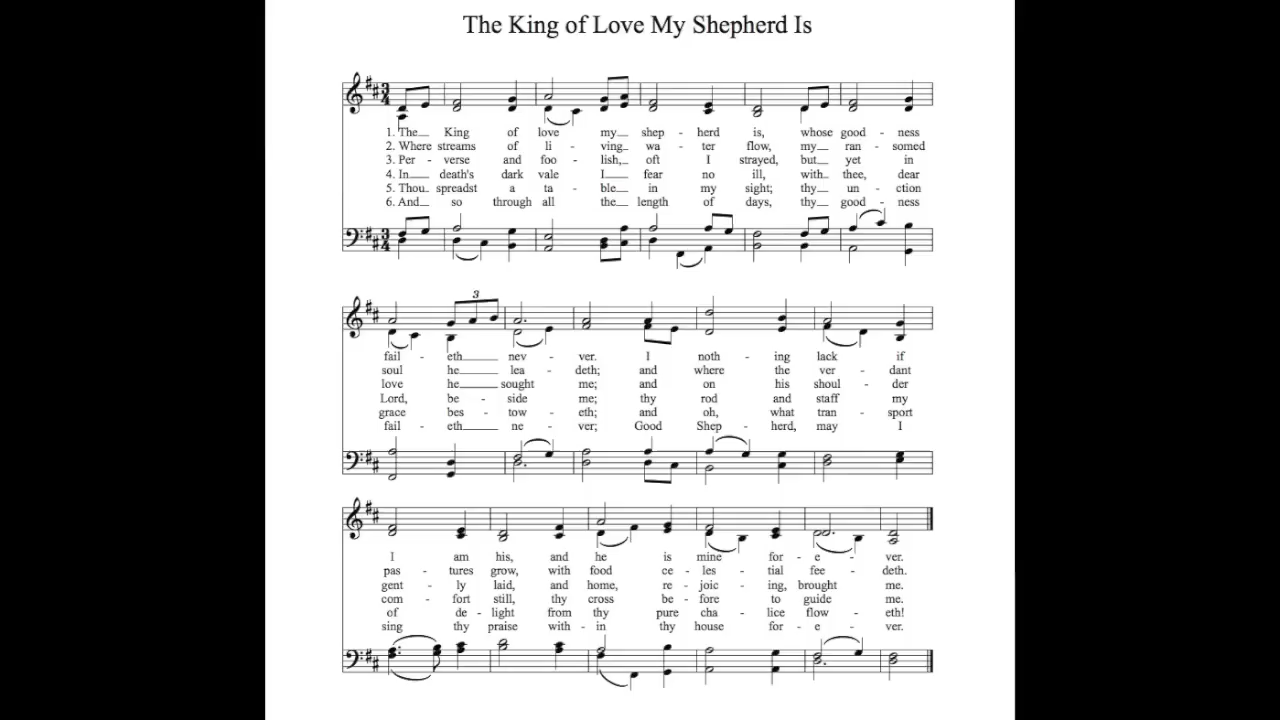 The King of Love My Shepherd Is
1. The King of love my shep - herd is, whose good - ness
2. Where streams of li - ving wa - ter flow, my ran - somed
3. Per - verse and foo - lish, oft I strayed, but yet in
4. In death's dark vale I fear no ill, with thee, dear
5. Thou spreadst a ta - ble in my sight; thy un - ction
6. And so through all the length of days, thy good - ness
3
fail - eth nev - ver. I noth - ing lack if
soul he lea - deth; and where the ver - dant
love he sought me; and on his shoul - der
Lord, be - side me; thy rod and staff my
grace bes - tow - eth; and oh, what tran - sport
fail - eth ne - ver; Good Shep - herd, may I
I am his, and he is mine for - e - ver.
pas - tures grow, with food ce - les - tial fee - deth.
gent - ly laid, and home, re - joic - ing, brought me.
com - fort still, thy cross be - fore to guide me.
of de - light from thy pure cha - lice flow - eth!
sing thy praise with - in thy house for - e - ver.